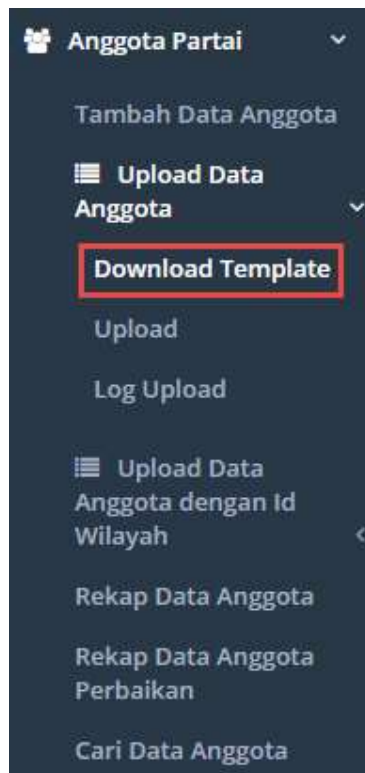 Anggota Partai
Tambah Data Anggota
Upload Data
Anggota
Download Template
Upload
Log Upload
Upload Data
Anggota dengan Id
Wilayah
Rekap Data Anggota
Rekap Data Anggota
Perbaikan
Cari Data Anggota